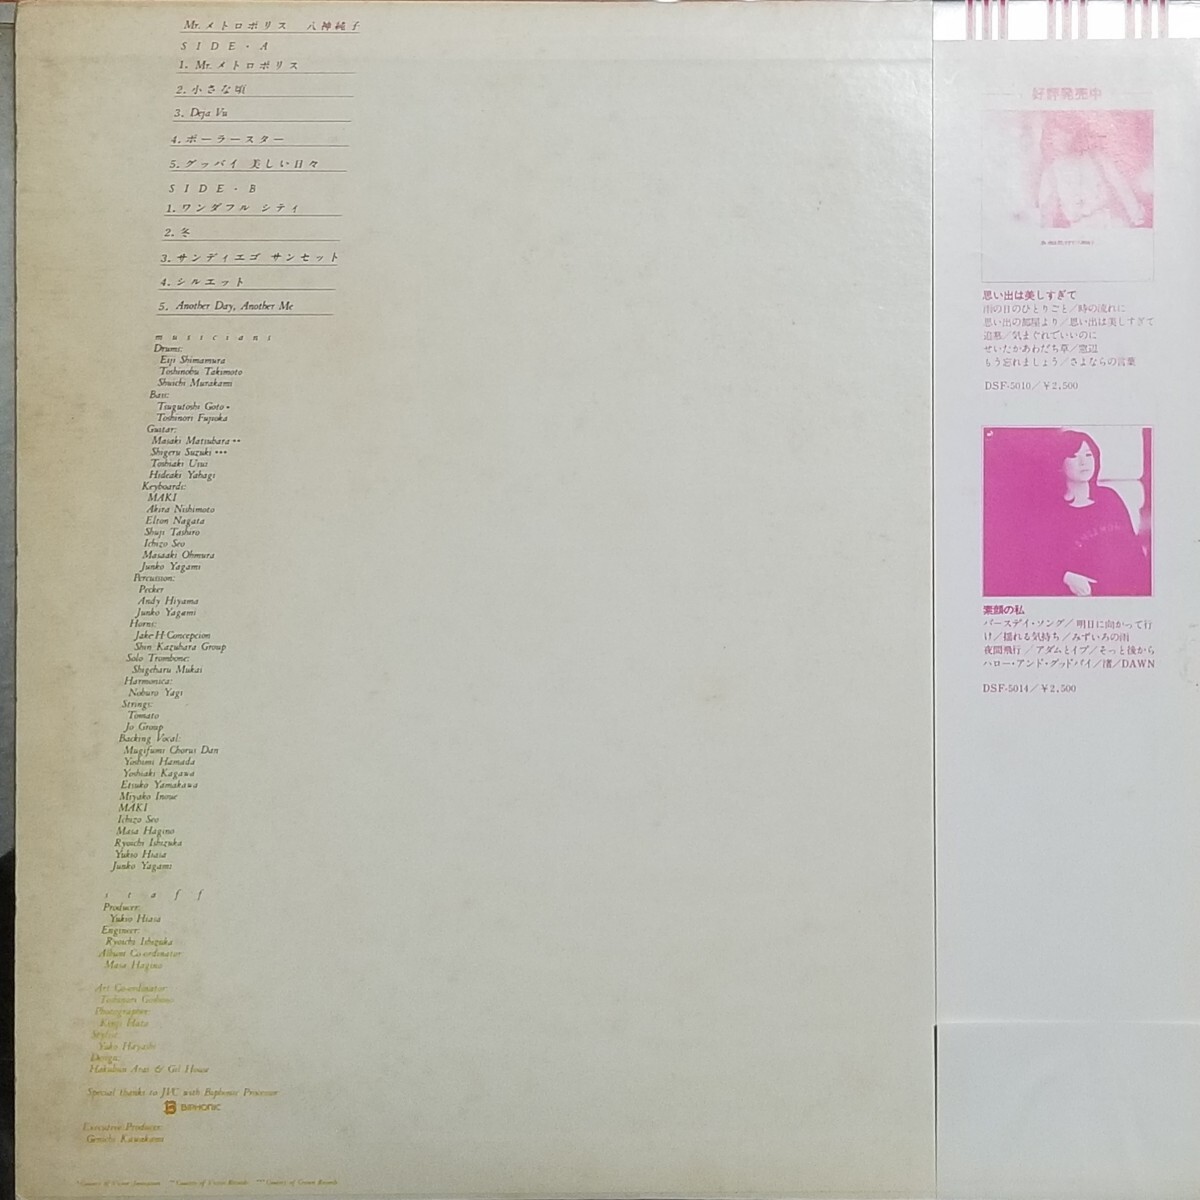 Mr. メトロポリス 八神純子
SIDE・A
1. Mr. メトロポリス
2. 小さな頃
3. Deja Vu
4. ポーラースター
5. グッバイ 美しい日々
SIDE・B
1. ワンダフル シティ
2. 冬
3. サンディエゴ サンセット
4. シルエット
5. Another Day, Another Me
musicians
Drums:
Eiji Shimamura
Toshinobu Takimoto
Shuichi Murakami
Bass:
Tsugutoshi Goto *
Toshinori Fujioka
Guitar:
Masaki Matsubara **
Shigeru Suzuki ***
Toshiaki Usui
Hideaki Yahagi
Keyboards:
MAKI
Akira Nishimoto
Elton Nagata
Shuji Tashiro
Ichizo Seo
Masaaki Ohmura
Junko Yagami
Percussion:
Pecker
Andy Hiyama
Junko Yagami
Horns:
Jake H Concepcion
Shin Kazuhara Group
Solo Trombone:
Shigeharu Mukai
Harmonica:
Noburo Yagi
Strings:
Tomato
Jo Group
Backing Vocal:
Mugifumi Chorus Dan
Yoshimi Hamada
Yoshiaki Kagawa
Etsuko Yamakawa
Miyako Inoue
MAKI
Ichizo Seo
Masa Hagino
Ryoichi Ishizuka
Yukio Hiasa
Junko Yagami
staff
Producer:
Yukio Hiasa
Engineer:
Ryoichi Ishizuka
Album Co-ordinator
Masa Hagino
Art Co-ordinator:
Toshinori
Photographer:
Kenji Hata
Stylist:
Yuko Hayashi
Design:
Hakubun Arai & Gil House
Special thanks to JVC with Biphonic Processor
BIPHONIC
Executive Producer:
Genichi Kawakami
好評発売中
思い出は美しすぎて
雨の日のひとりごと／時の流れに
思い出の部屋より／思い出は美しすぎて
追慕／気まぐれでいいのに
せいたかあわだち草／窓辺
もう忘れましょう／さよならの言葉
DSF-5010／￥2,500
素顔の私
バースデイ・ソング／明日に向かって行
け／揺れる気持ち／みずいろの雨
夜間飛行／アダムとイブ／そっと後から
ハロー・アンド・グッドバイ／渚／DAWN
DSF-5014／￥2,500